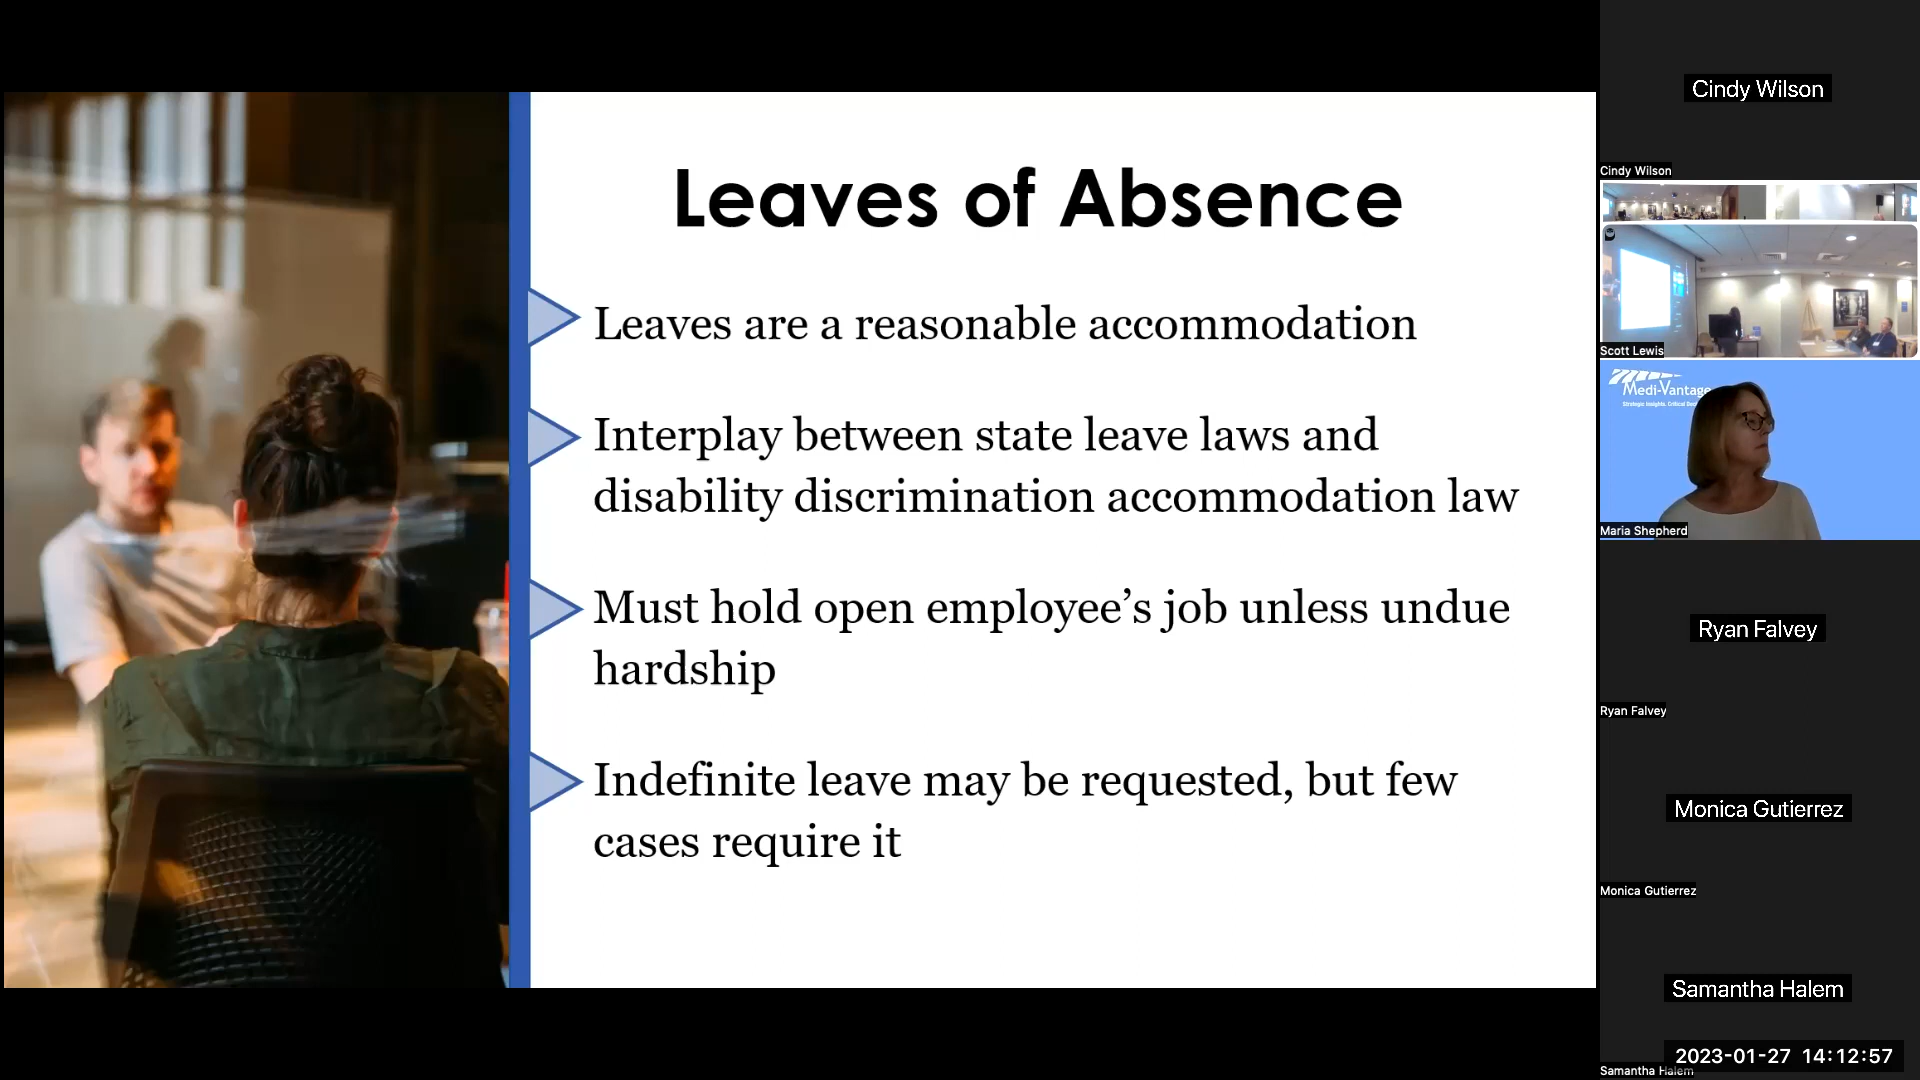 Leaves of Absence
Leaves are a reasonable accommodation
Interplay between state leave laws and
disability discrimination accommodation law
Must hold open employee’s job unless undue
hardship
Indefinite leave may be requested, but few
cases require it
Cindy Wilson
Cindy Wilson
Scott Lewis
Medi-Vantage
Maria Shepherd
Ryan Falvey
Ryan Falvey
Monica Gutierrez
Monica Gutierrez
Samantha Halem
2023-01-27 14:12:57
Samantha Halem